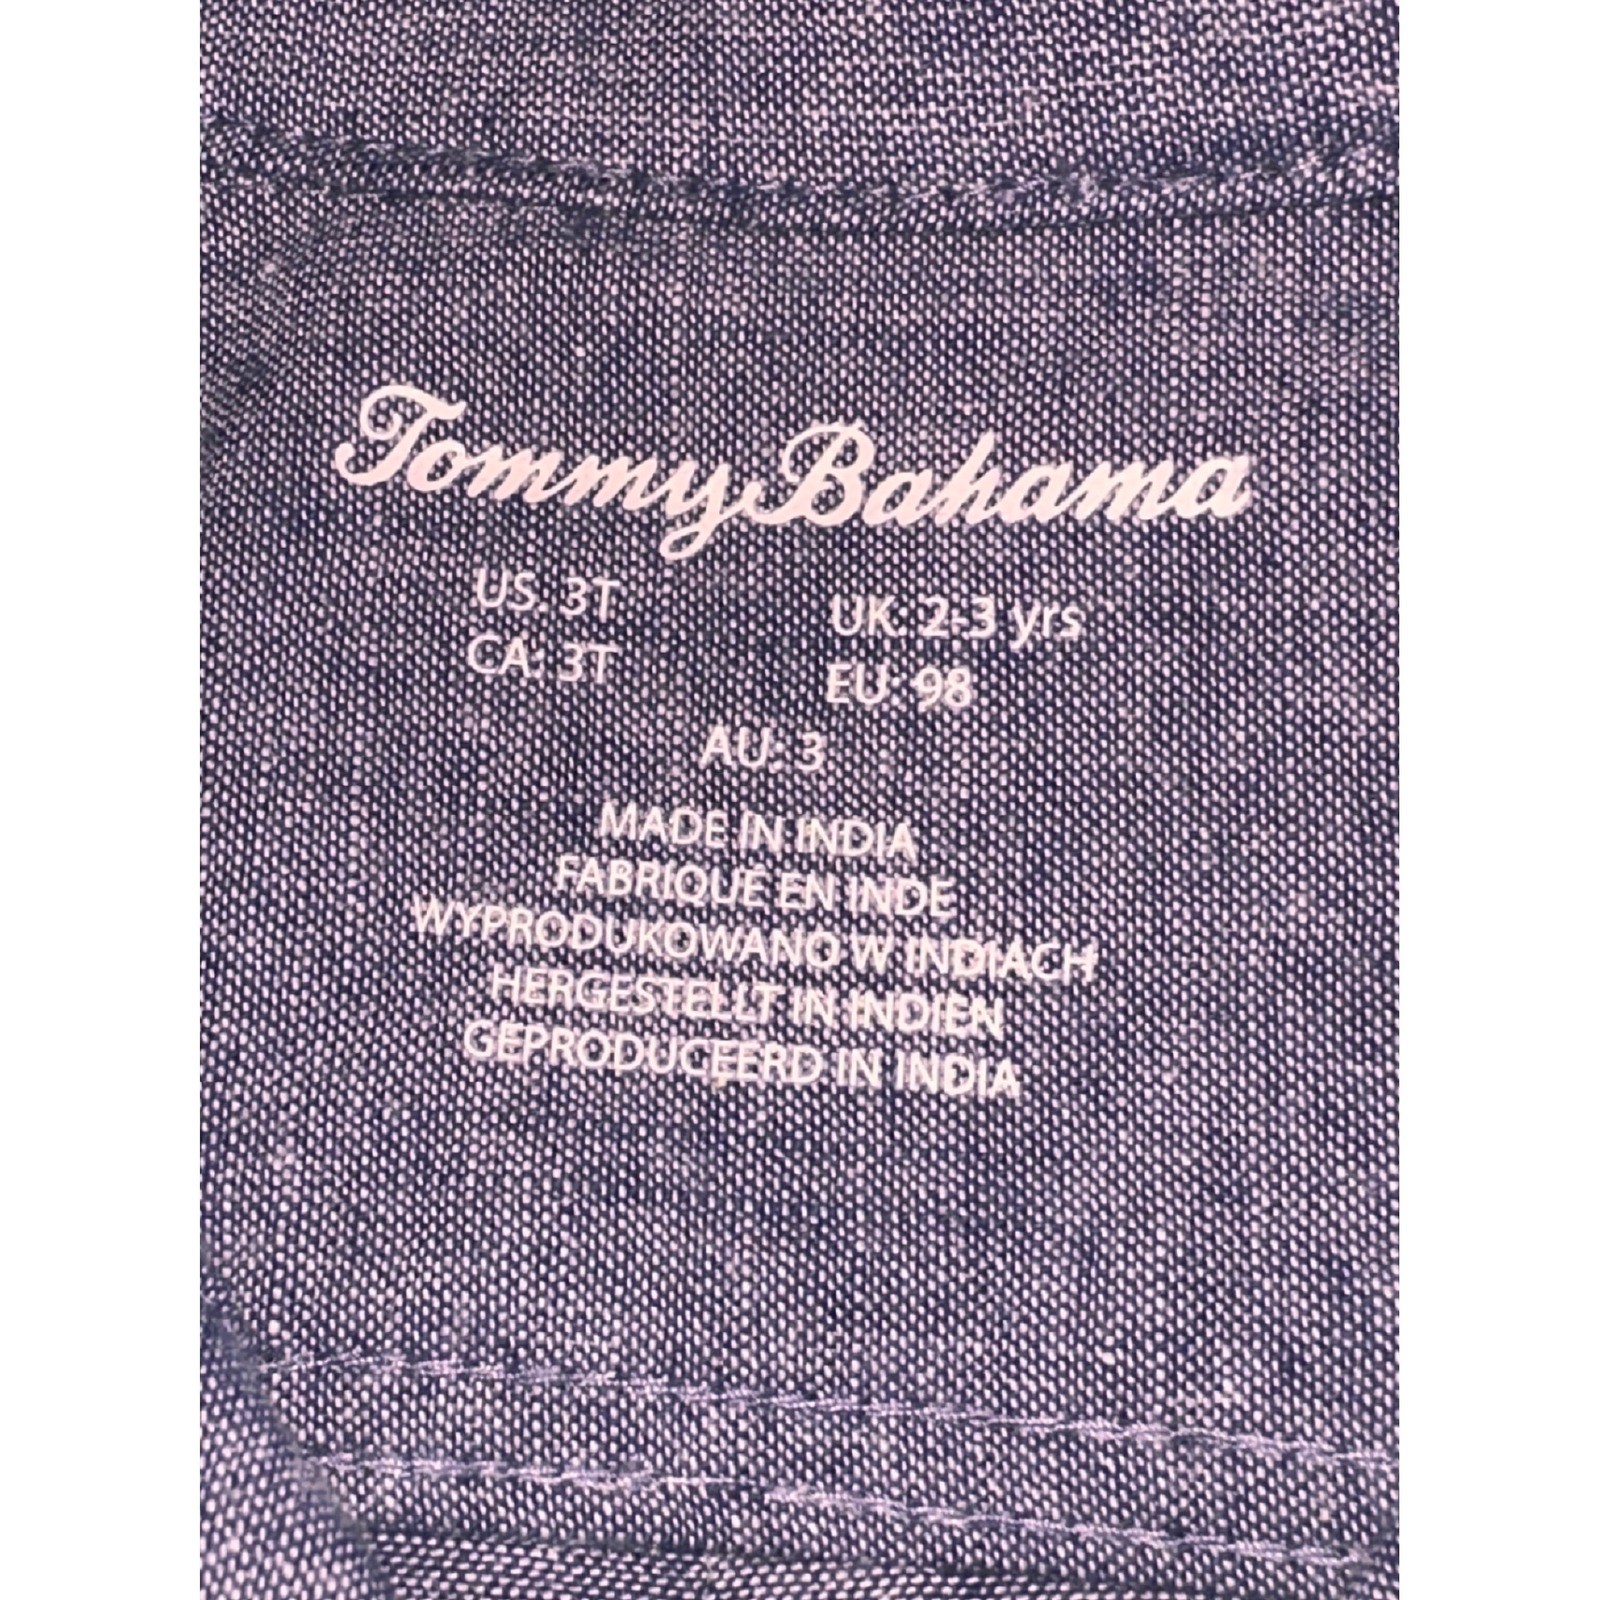 Tommy Bahama
US: 3T UK: 2-3 yrs
CA: 3T EU: 98
AU: 3
MADE IN INDIA
FABRIQUÉ EN INDE
WYPRODUKOWANO W INDIACH
HERGESTELLT IN INDIEN
GEPRODUCEERD IN INDIA